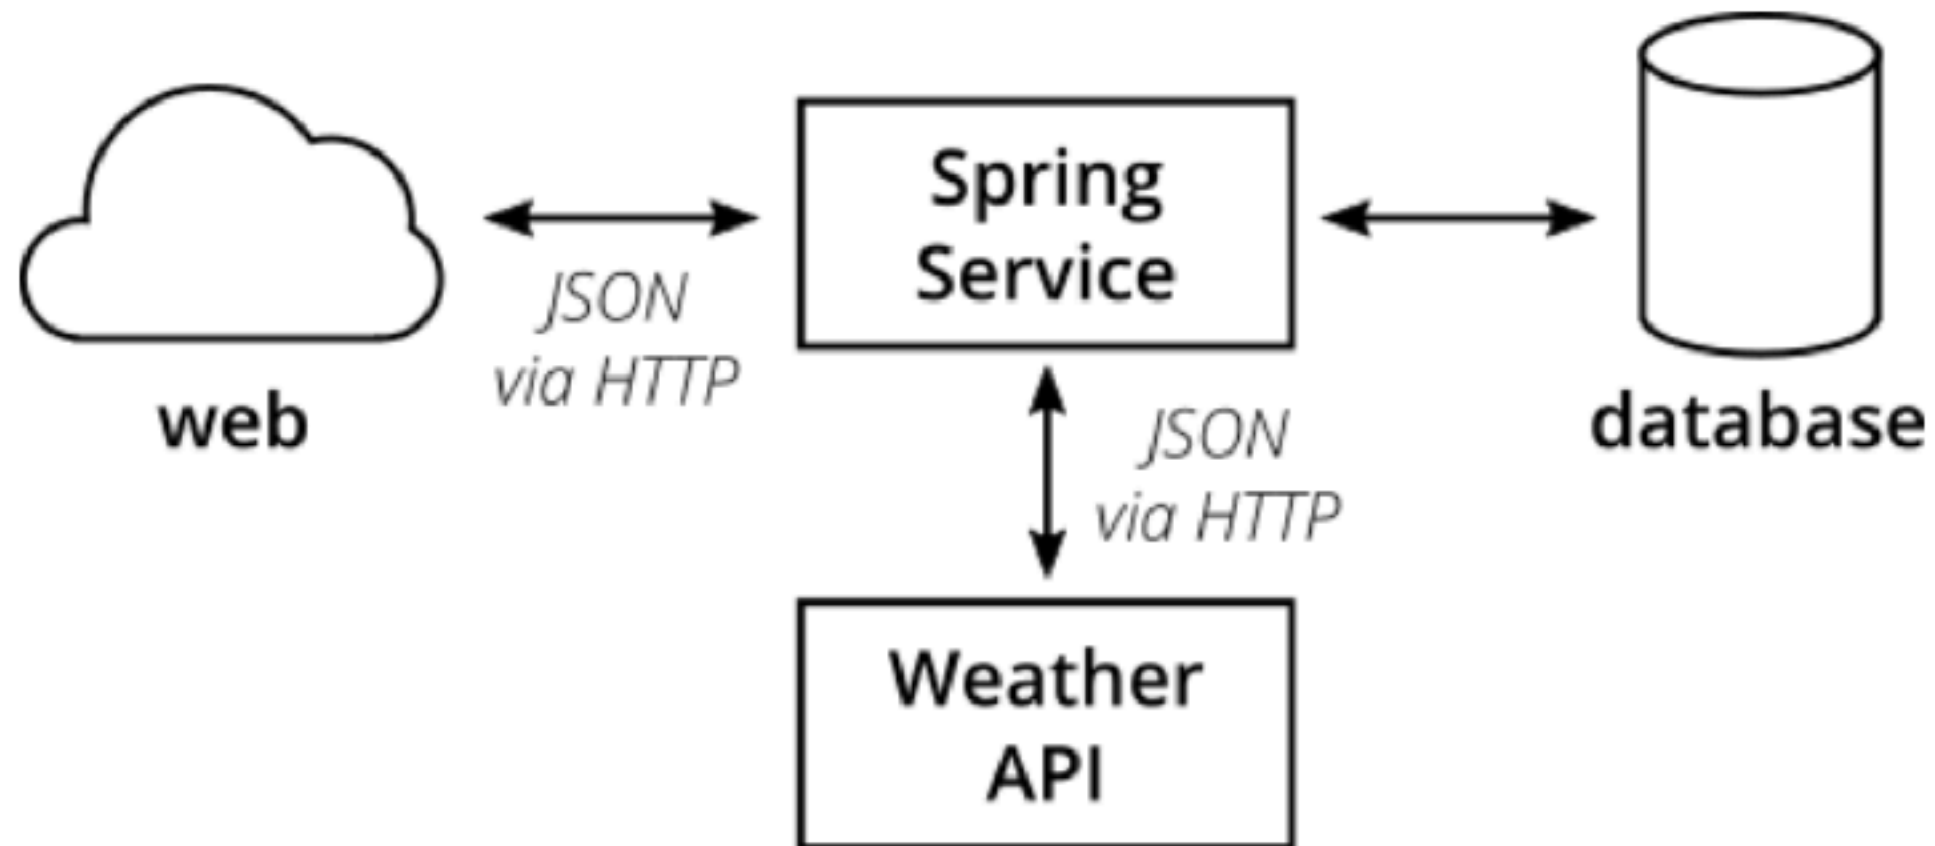 Spring
Service
JSON
via HTTP
web
database
JSON
via HTTP
Weather
API